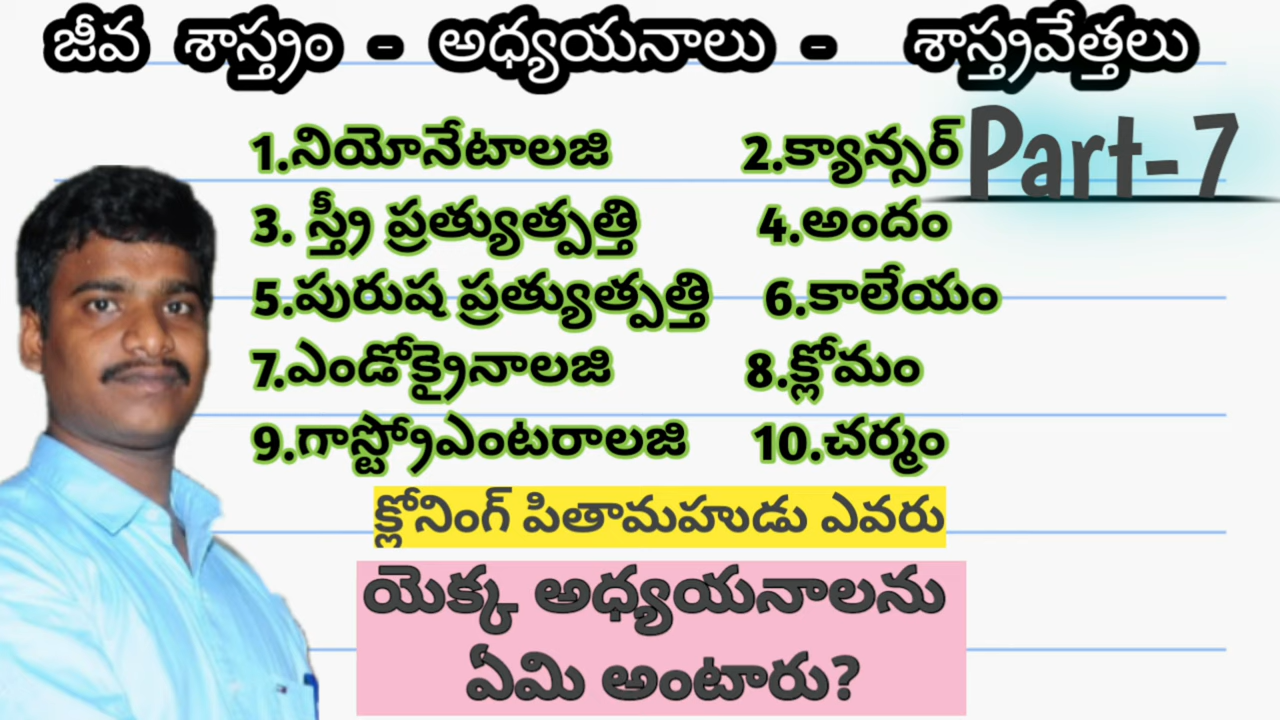 జీవ శాస్త్రం - అధ్యయనాలు - శాస్త్రవేత్తలు
Part-7
1.నియోనేటాలజి 2.క్యాన్సర్
3. స్త్రీ ప్రత్యుత్పత్తి 4.అందం
5.పురుష ప్రత్యుత్పత్తి 6.కాలేయం
7.ఎండోక్రైనాలజి 8.క్లోమం
9.గాస్ట్రోఎంటరాలజి 10.చర్మం
క్లోనింగ్ పితామహుడు ఎవరు
యెక్క అధ్యయనాలను
ఏమి అంటారు?